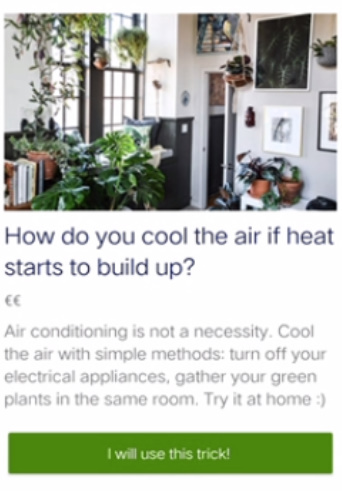 How do you cool the air if heat
starts to build up?
€€
Air conditioning is not a necessity. Cool
the air with simple methods: turn off your
electrical appliances, gather your green
plants in the same room. Try it at home :)
I will use this trick!